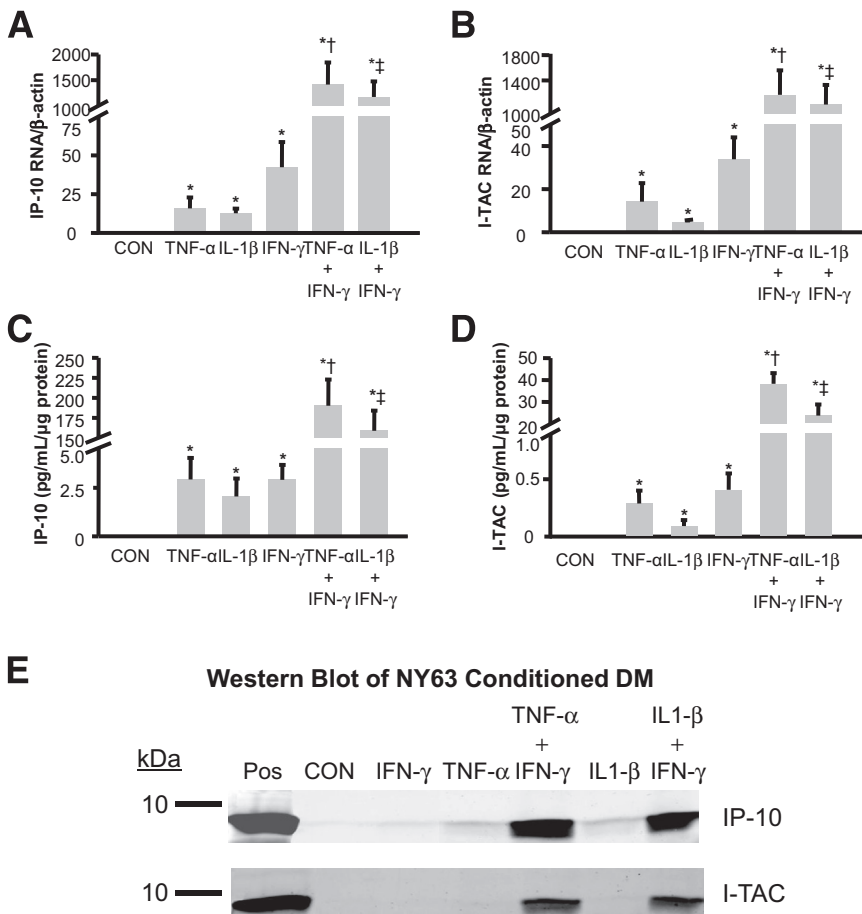 A
IP-10 RNA/β-actin
2000
1500
1000
75
50
25
0
*
*
*
*†
*‡
CON TNF-α IL-1β IFN-γ TNF-α IL-1β
+ +
IFN-γ IFN-γ
B
I-TAC RNA/β-actin
1800
1400
1000
50
40
20
0
*
*
*
*†
*‡
CON TNF-α IL-1β IFN-γ TNF-α IL-1β
+ +
IFN-γ IFN-γ
C
IP-10 (pg/mL/µg protein)
250
225
200
175
150
5.0
2.5
0
*
*
*
*†
*‡
CON TNF-α IL-1β IFN-γ TNF-α IL-1β
+ +
IFN-γ IFN-γ
D
I-TAC (pg/mL/µg protein)
50
40
30
20
1.0
0.5
0
*
*
*
*†
*‡
CON TNF-α IL-1β IFN-γ TNF-α IL-1β
+ +
IFN-γ IFN-γ
E
Western Blot of NY63 Conditioned DM
TNF-α IL1-β
+ +
kDa Pos CON IFN-γ TNF-α IFN-γ IL1-β IFN-γ
10
IP-10
10
I-TAC